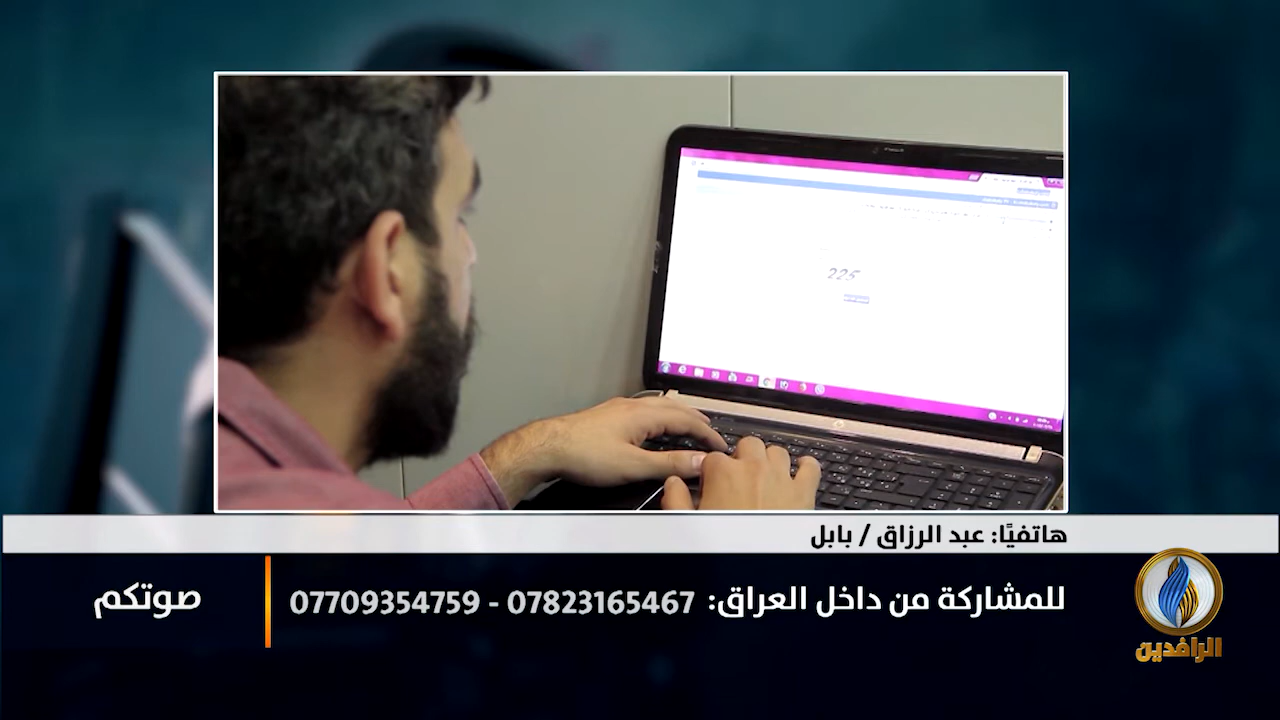 225
هاتفيًا: عبد الرزاق / بابل
للمشاركة من داخل العراق: 07823165467 - 07709354759
صوتكم
الرافدين